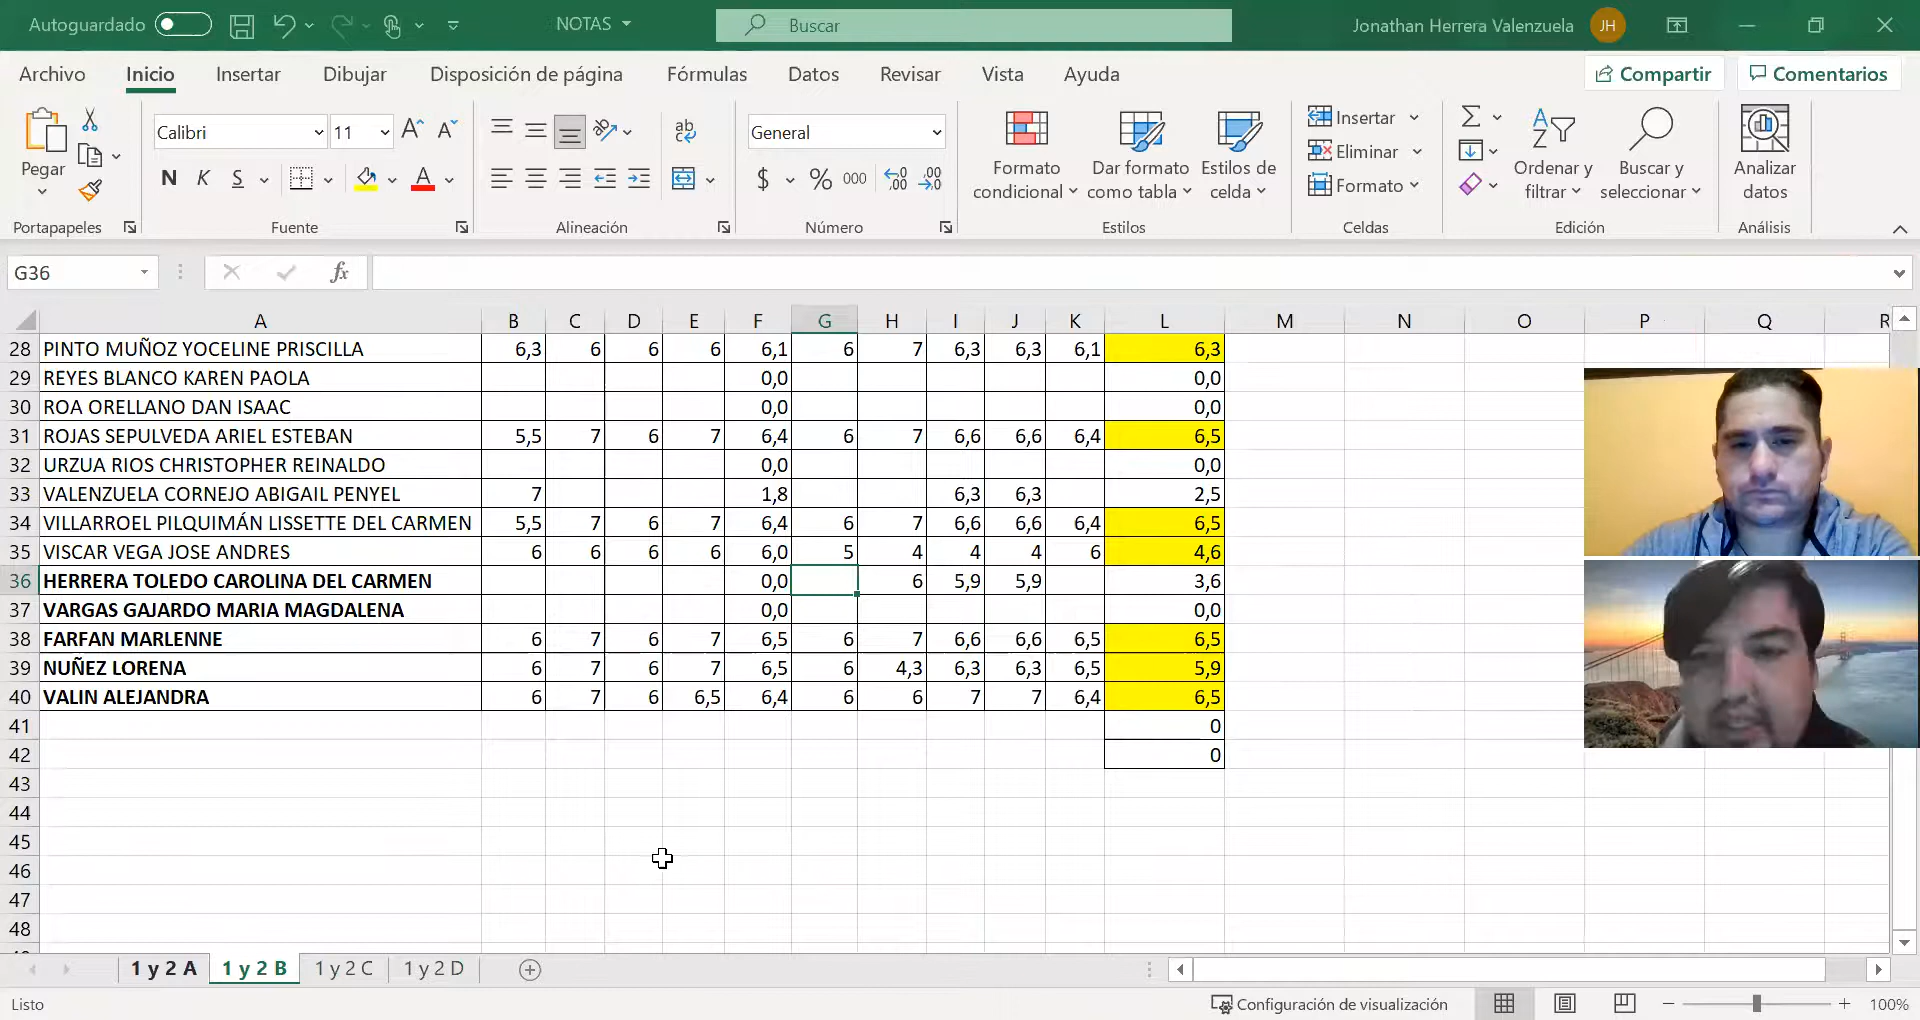 Autoguardado NOTAS Buscar Jonathan Herrera Valenzuela JH
Archivo Inicio Insertar Dibujar Disposición de página Fórmulas Datos Revisar Vista Ayuda Compartir Comentarios
Pegar
Portapapeles
Calibri 11
N K S
Fuente
ab
Alineación
General
$ % 000
Número
Formato condicional
Dar formato como tabla
Estilos de celda
Estilos
Insertar
Eliminar
Formato
Celdas
Ordenar y filtrar
Buscar y seleccionar
Edición
Analizar datos
Análisis
G36 fx
A B C D E F G H I J K L M N O P Q R
28 PINTO MUÑOZ YOCELINE PRISCILLA 6,3 6 6 6 6,1 6 7 6,3 6,3 6,1 6,3
29 REYES BLANCO KAREN PAOLA 0,0 0,0
30 ROA ORELLANO DAN ISAAC 0,0 0,0
31 ROJAS SEPULVEDA ARIEL ESTEBAN 5,5 7 6 7 6,4 6 7 6,6 6,6 6,4 6,5
32 URZUA RIOS CHRISTOPHER REINALDO 0,0 0,0
33 VALENZUELA CORNEJO ABIGAIL PENYEL 7 1,8 6,3 6,3 2,5
34 VILLARROEL PILQUIMÁN LISSETTE DEL CARMEN 5,5 7 6 7 6,4 6 7 6,6 6,6 6,4 6,5
35 VISCAR VEGA JOSE ANDRES 6 6 6 6 6,0 5 4 4 4 6 4,6
36 HERRERA TOLEDO CAROLINA DEL CARMEN 0,0 6 5,9 5,9 3,6
37 VARGAS GAJARDO MARIA MAGDALENA 0,0 0,0
38 FARFAN MARLENNE 6 7 6 7 6,5 6 7 6,6 6,6 6,5 6,5
39 NUÑEZ LORENA 6 7 6 7 6,5 6 4,3 6,3 6,3 6,5 5,9
40 VALIN ALEJANDRA 6 7 6 6,5 6,4 6 6 7 7 6,4 6,5
41 0
42 0
43
44
45
46
47
48
1 y 2 A 1 y 2 B 1 y 2 C 1 y 2 D
Listo Configuración de visualización 100%